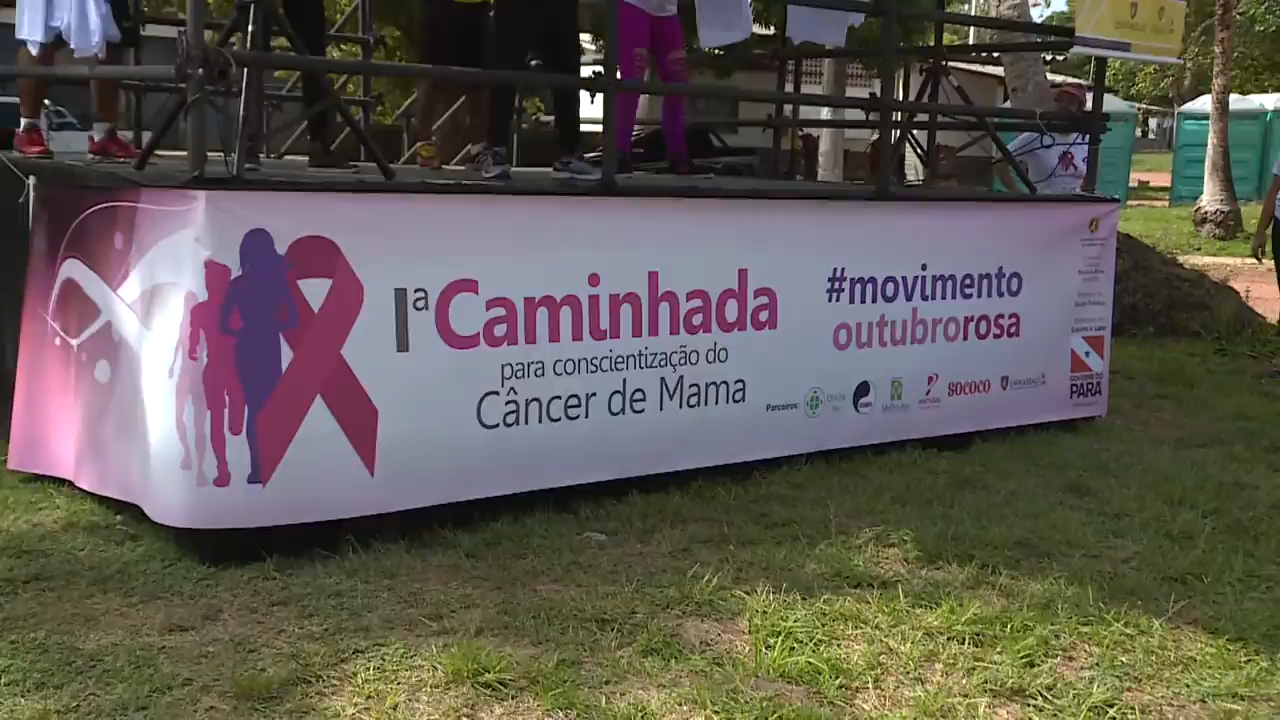 1ª Caminhada
para conscientização do
Câncer de Mama
#movimento
outubrorosa
Parceiros:
SOCOCO
GOVERNO DO
PARÁ